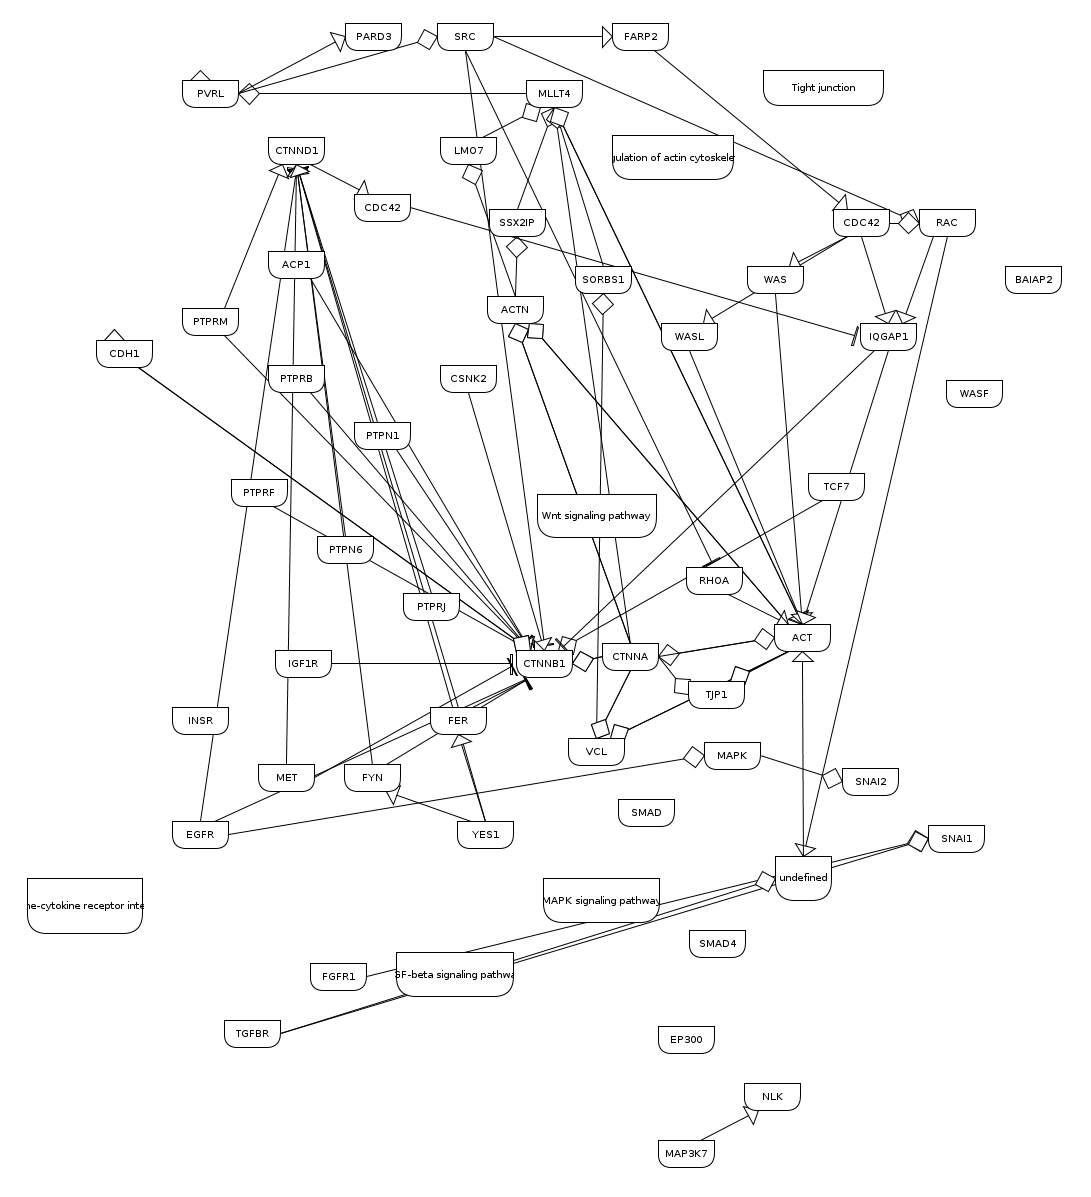 PARD3
SRC
FARP2
Tight junction
PVRL
MLLT4
CTNND1
LMO7
gulation of actin cytoskele
CDC42
SSX2IP
CDC42
RAC
ACP1
SORBS1
WAS
BAIAP2
PTPRM
ACTN
WASL
IQGAP1
CDH1
PTPRB
CSNK2
WASF
PTPN1
PTPRF
TCF7
Wnt signaling pathway
PTPN6
PTPRJ
RHOA
ACT
IGF1R
CTNNB1
CTNNA
TJP1
INSR
FER
VCL
MAPK
MET
FYN
SNAI2
SMAD
EGFR
YES1
SNAI1
undefined
ne-cytokine receptor inte
MAPK signaling pathway
SMAD4
FGFR1
GF-beta signaling pathwa
TGFBR
EP300
NLK
MAP3K7